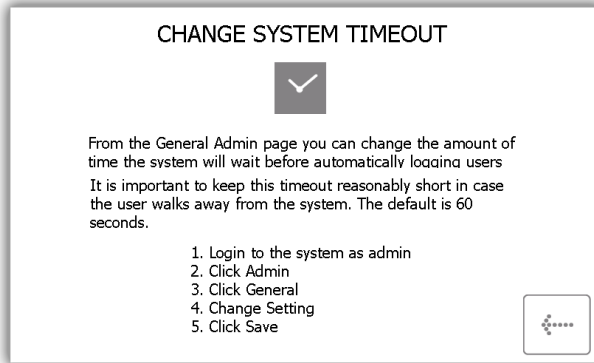 CHANGE SYSTEM TIMEOUT
From the General Admin page you can change the amount of
time the system will wait before automatically logging users
It is important to keep this timeout reasonably short in case
the user walks away from the system. The default is 60
seconds.
1. Login to the system as admin
2. Click Admin
3. Click General
4. Change Setting
5. Click Save